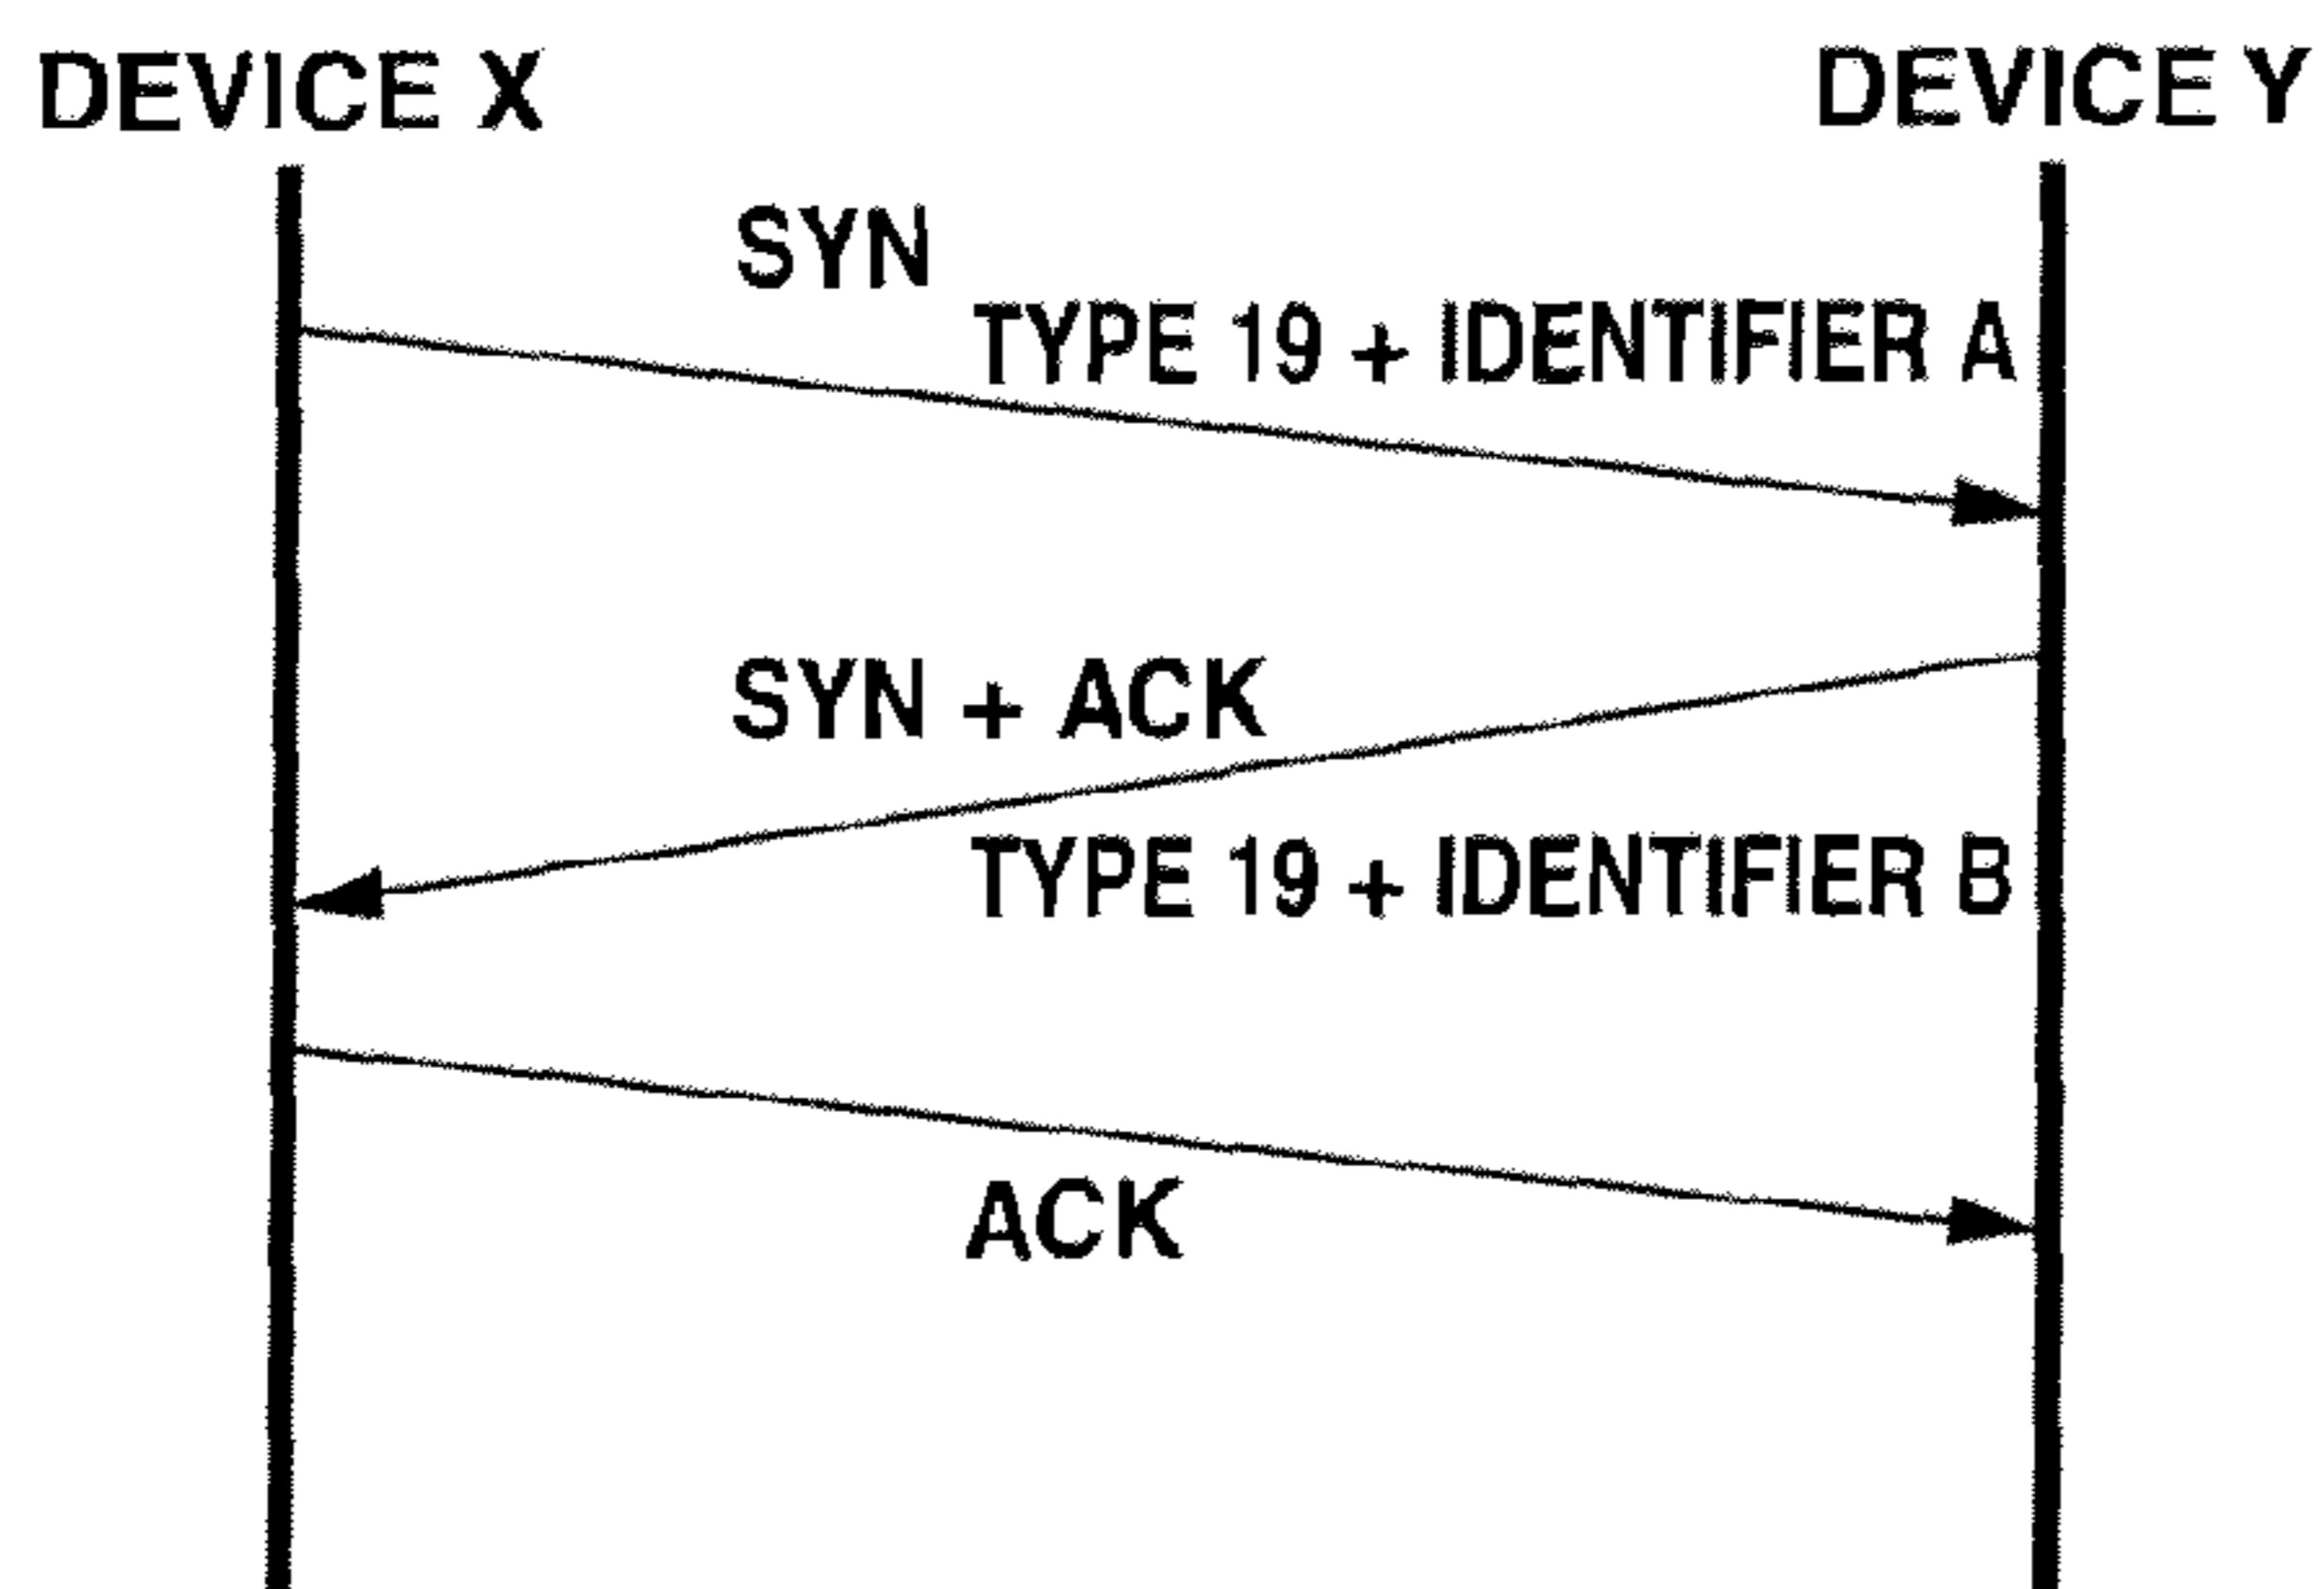 DEVICE X
DEVICE Y
SYN
TYPE 19 + IDENTIFIER A
SYN + ACK
TYPE 19 + IDENTIFIER B
ACK